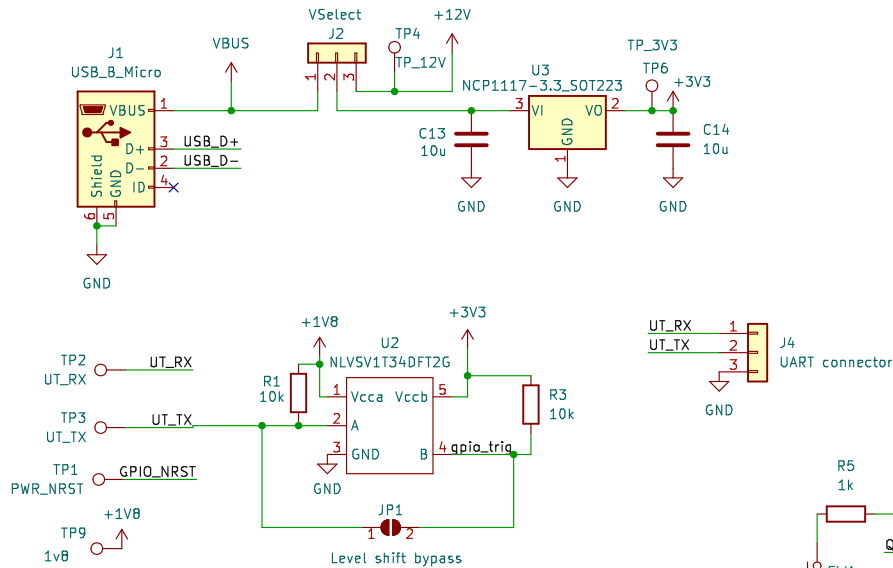 VSelect
J2
+12V
TP4
TP_12V
VBUS
J1
USB_B_Micro
1
2
3
VBUS
1
D+
3
USB_D+
D-
2
USB_D-
ID
4
Shield
GND
6
5
GND
U3
NCP1117-3.3_SOT223
TP_3V3
TP6
+3V3
3
VI
VO
2
GND
1
C13
10u
C14
10u
GND
GND
GND
+1V8
+3V3
U2
NLVSV1T34DFT2G
TP2
UT_RX
UT_RX
R1
10k
1
Vcca
Vccb
5
R3
10k
TP3
UT_TX
UT_TX
2
A
3
GND
B
4
gpio_trig
GND
TP1
PWR_NRST
GPIO_NRST
+1V8
TP9
1v8
JP1
1
2
Level shift bypass
UT_RX
1
UT_TX
2
3
J4
UART connector
GND
R5
1k